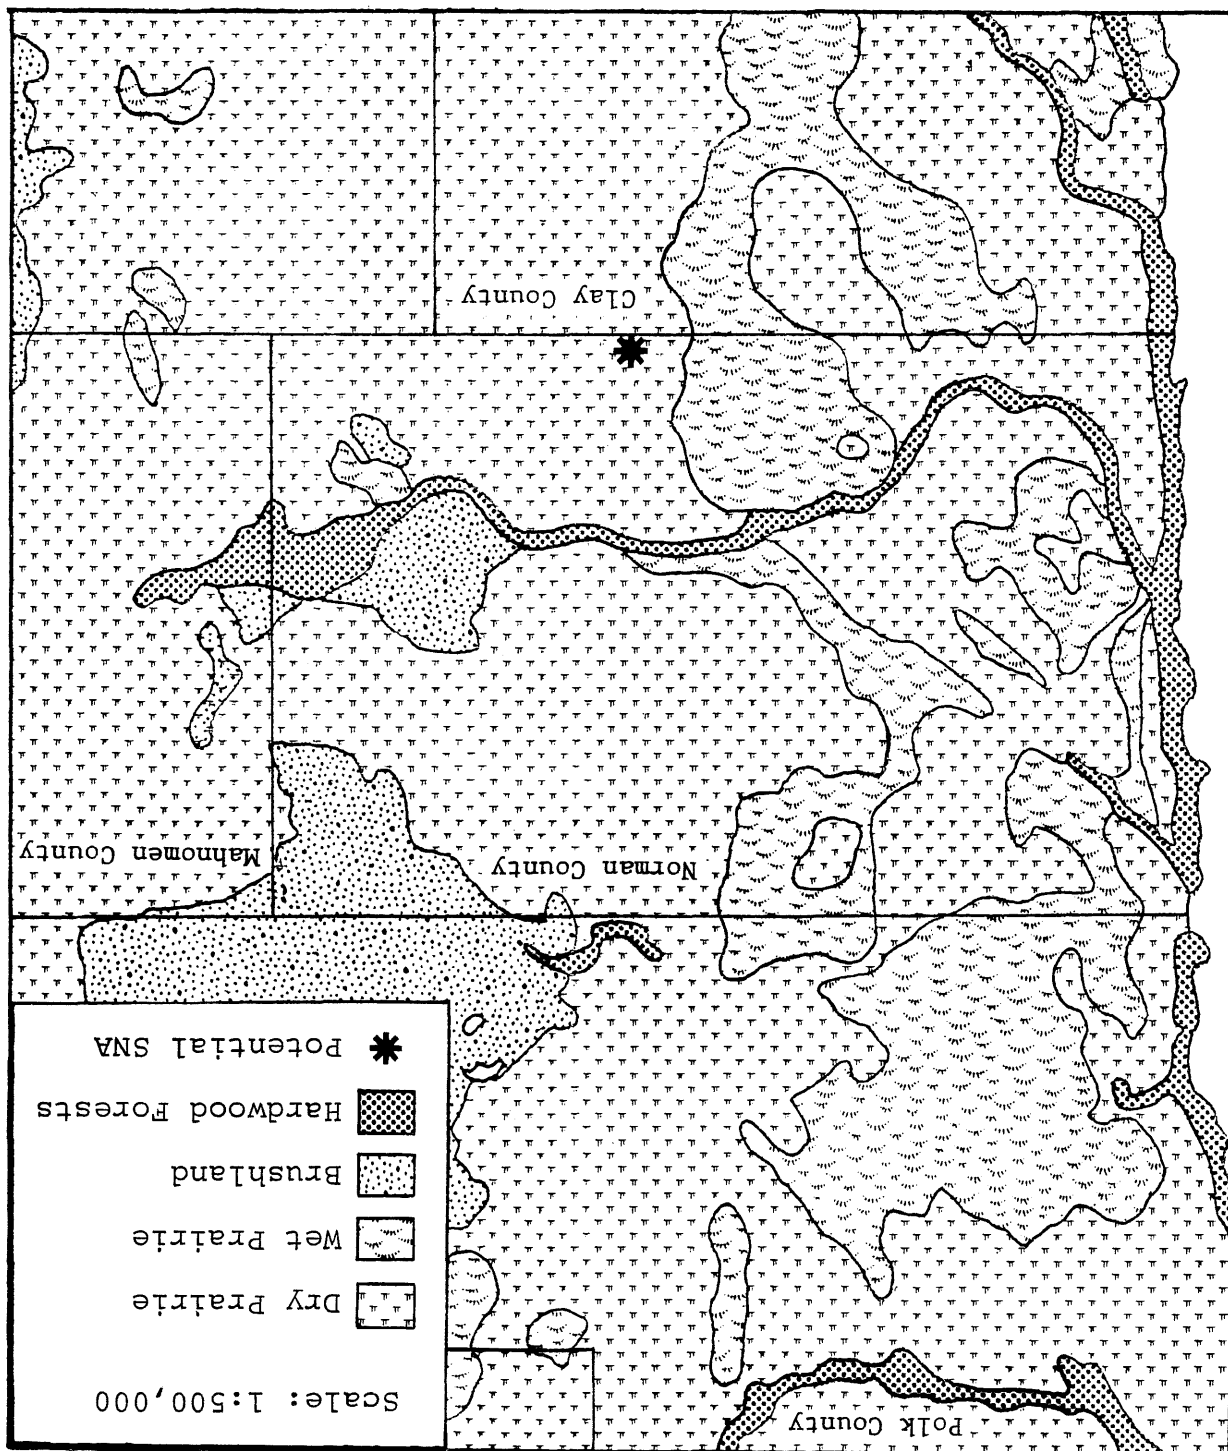 Polk County
Scale: 1:500,000
Dry Prairie
Wet Prairie
Brushland
Hardwood Forests
Potential SNA
Norman County
Mahnomen County
Clay County